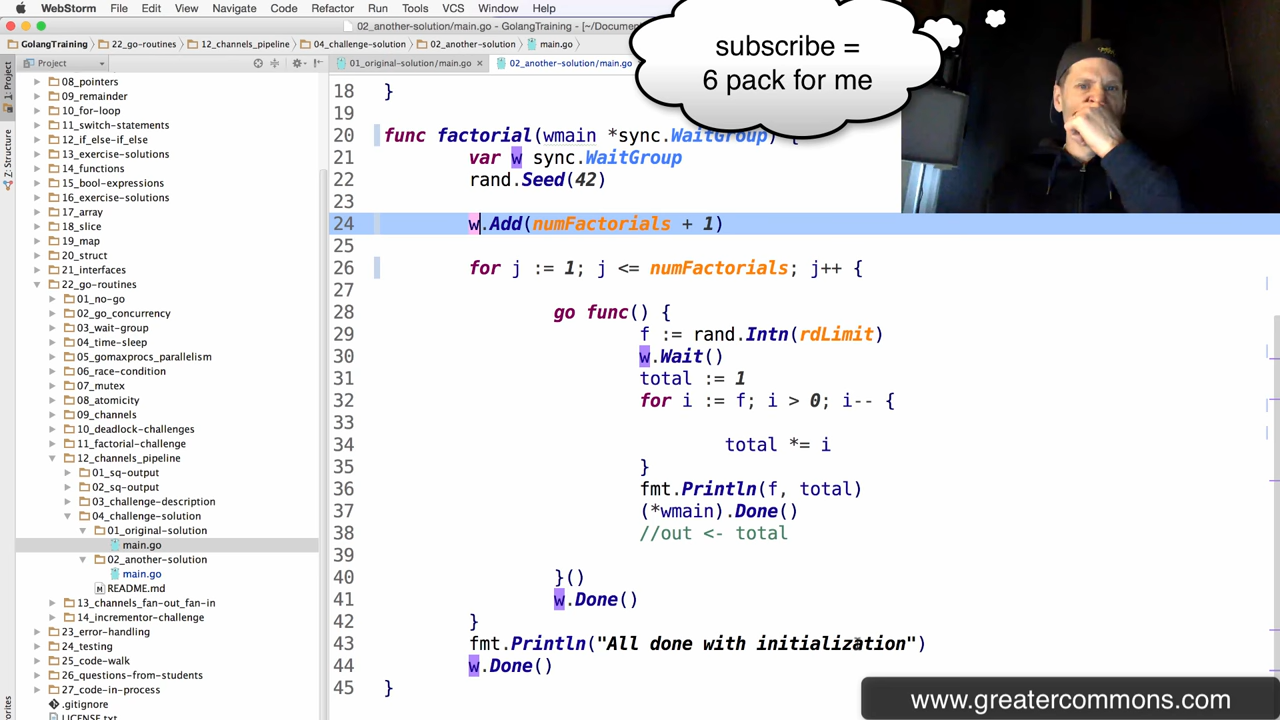 WebStorm File Edit View Navigate Code Refactor Run Tools VCS Window Help
02_another-solution/main.go - GolangTraining - [~/Docume
GolangTraining 22_go-routines 12_channels_pipeline 04_challenge-solution 02_another-solution main.go
Project
01_original-solution/main.go
02_another-solution/main.go
subscribe =
6 pack for me
1: Project
Z: Structure
08_pointers
09_remainder
10_for-loop
11_switch-statements
12_if_else-if_else
13_exercise-solutions
14_functions
15_bool-expressions
16_exercise-solutions
17_array
18_slice
19_map
20_struct
21_interfaces
22_go-routines
01_no-go
02_go_concurrency
03_wait-group
04_time-sleep
05_gomaxprocs_parallelism
06_race-condition
07_mutex
08_atomicity
09_channels
10_deadlock-challenges
11_factorial-challenge
12_channels_pipeline
01_sq-output
02_sq-output
03_challenge-description
04_challenge-solution
01_original-solution
main.go
02_another-solution
main.go
README.md
13_channels_fan-out_fan-in
14_incrementor-challenge
23_error-handling
24_testing
25_code-walk
26_questions-from-students
27_code-in-process
.gitignore
LICENSE.txt
18 }
19
20 func factorial(wmain *sync.WaitGroup) {
21 var w sync.WaitGroup
22 rand.Seed(42)
23
24 w.Add(numFactorials + 1)
25
26 for j := 1; j <= numFactorials; j++ {
27
28 go func() {
29 f := rand.Intn(rdLimit)
30 w.Wait()
31 total := 1
32 for i := f; i > 0; i-- {
33
34 total *= i
35 }
36 fmt.Println(f, total)
37 (*wmain).Done()
38 //out <- total
39
40 }()
41 w.Done()
42 }
43 fmt.Println("All done with initialization")
44 w.Done()
45 }
www.greatercommons.com